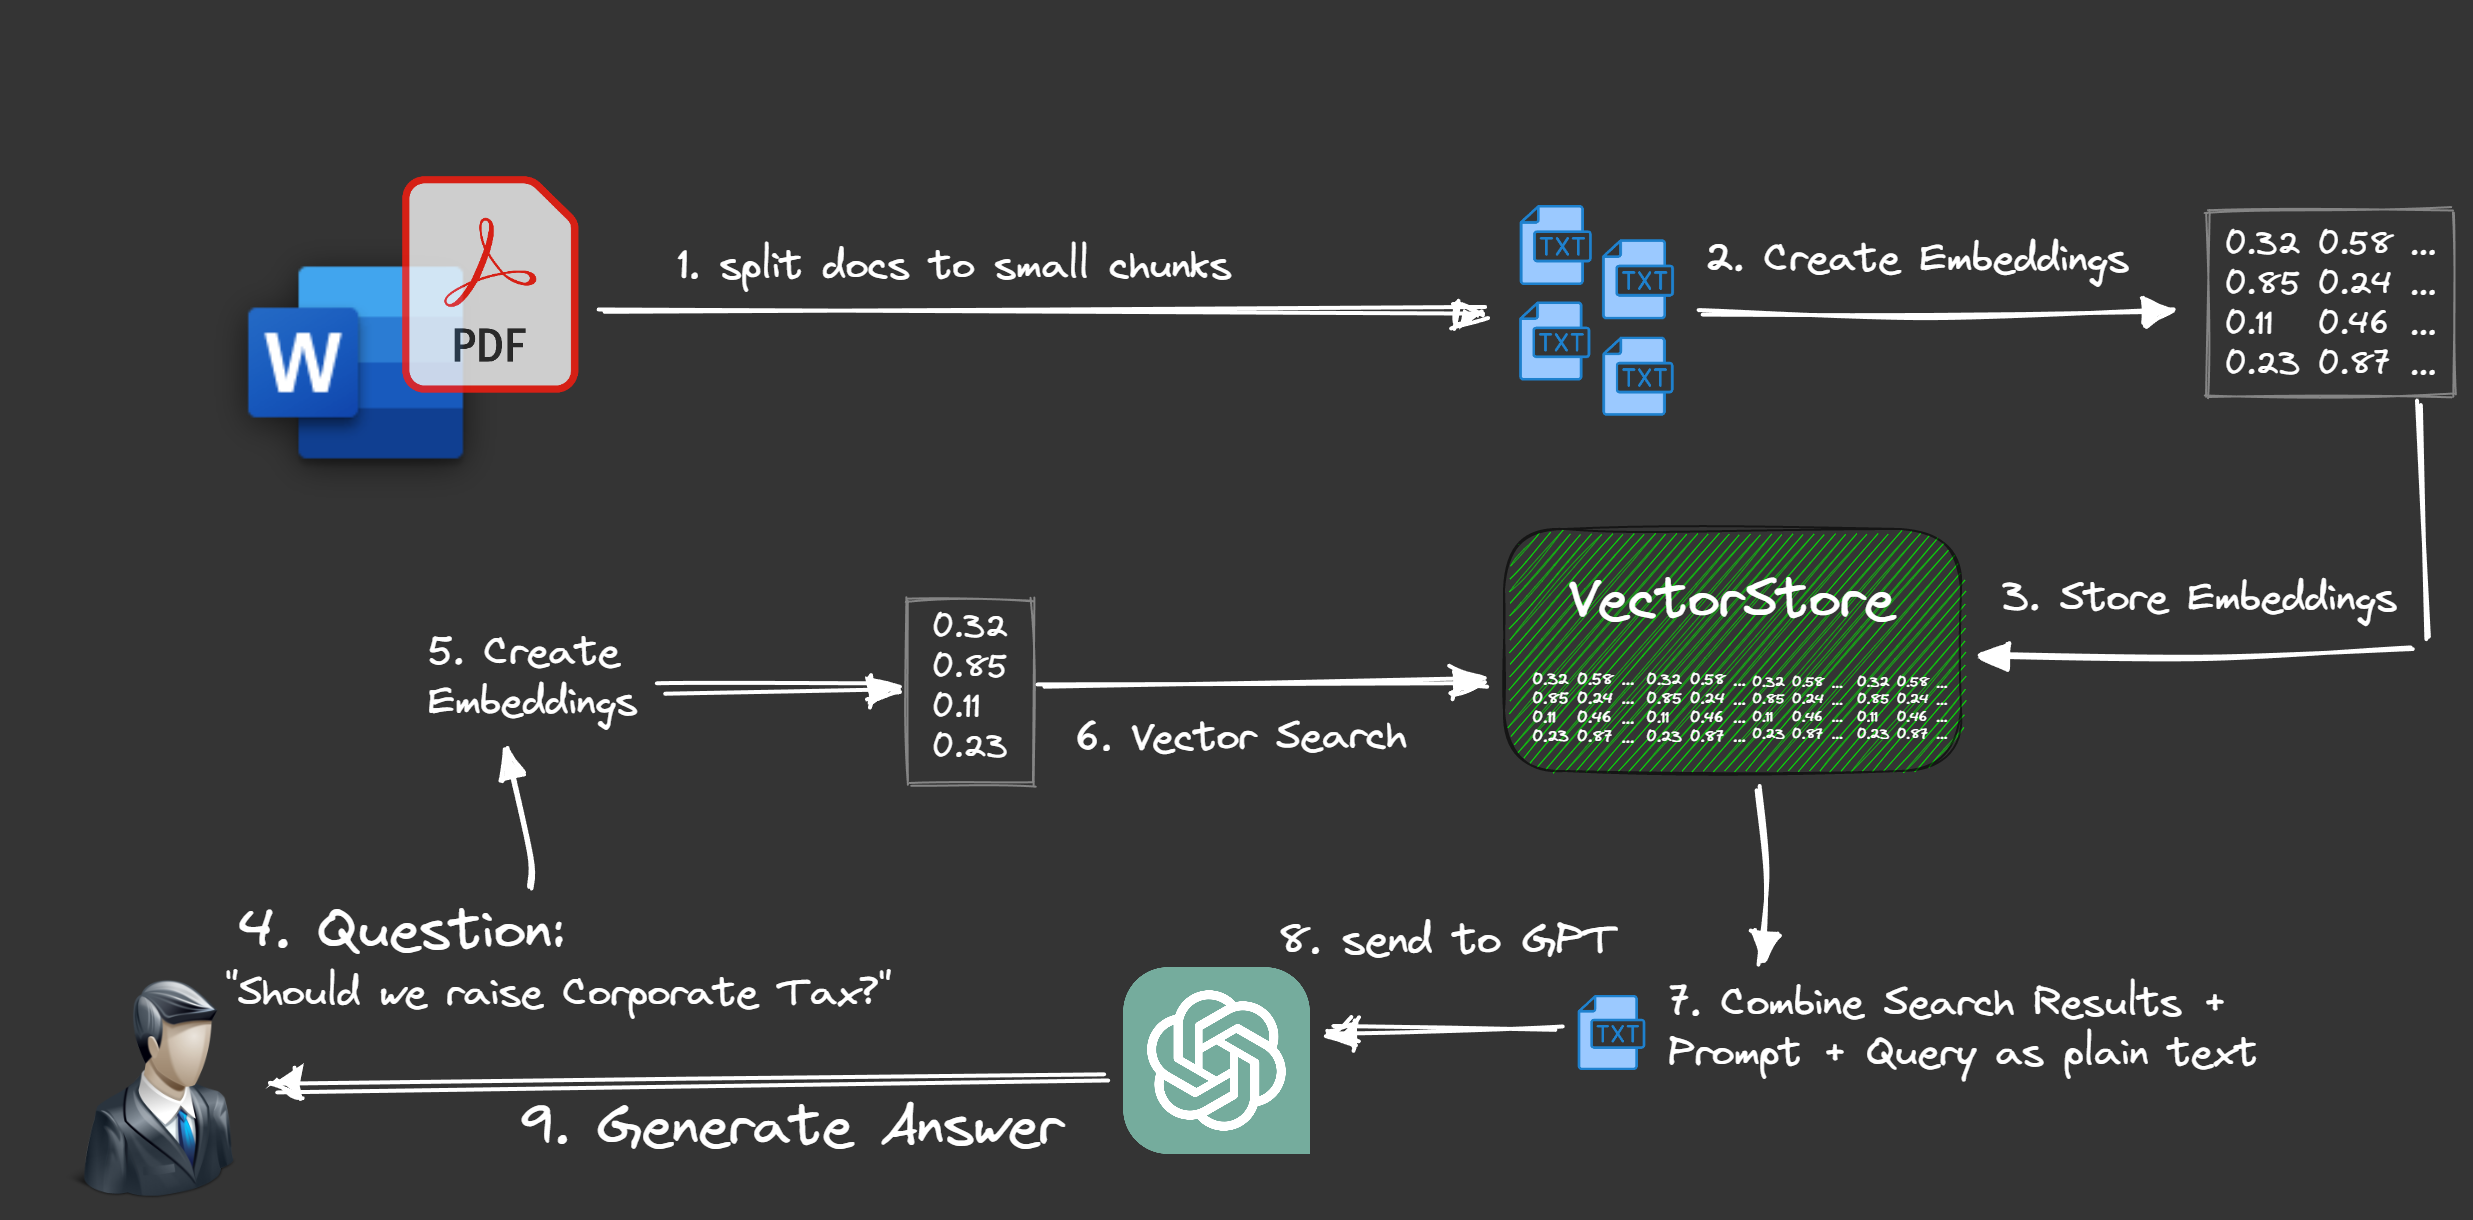 PDF
W
1. split docs to small chunks
TXT
TXT
TXT
TXT
2. Create Embeddings
0.32 0.58 ...
0.85 0.24 ...
0.11 0.46 ...
0.23 0.87 ...
3. Store Embeddings
VectorStore
0.32 0.58 ... 0.32 0.58 ... 0.32 0.58 ... 0.32 0.58 ...
0.85 0.24 ... 0.85 0.24 ... 0.85 0.24 ... 0.85 0.24 ...
0.11 0.46 ... 0.11 0.46 ... 0.11 0.46 ... 0.11 0.46 ...
0.23 0.87 ... 0.23 0.87 ... 0.23 0.87 ... 0.23 0.87 ...
4. Question:
"Should we raise Corporate Tax?"
5. Create
Embeddings
0.32
0.85
0.11
0.23
6. Vector Search
7. Combine Search Results +
Prompt + Query as plain text
TXT
8. send to GPT
9. Generate Answer